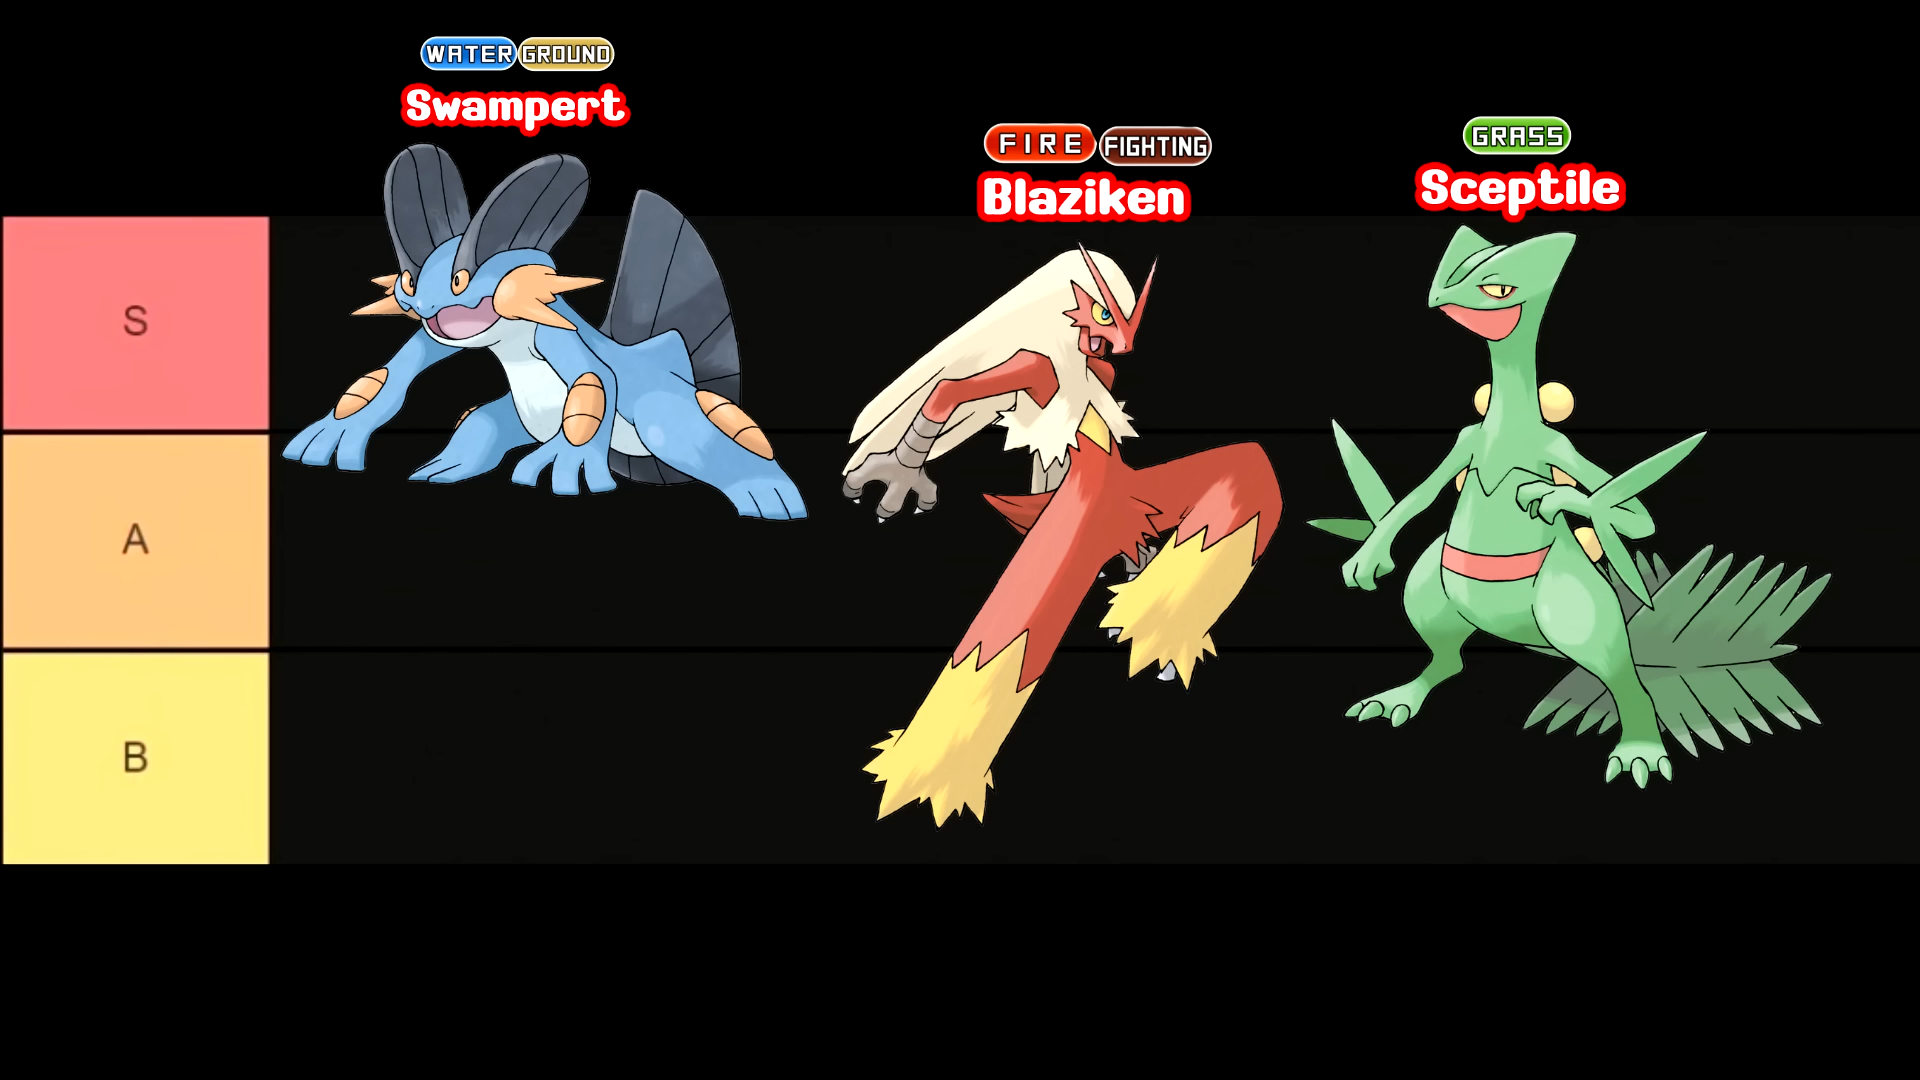 WATER GROUND
Swampert
FIRE FIGHTING
Blaziken
GRASS
Sceptile
S
A
B